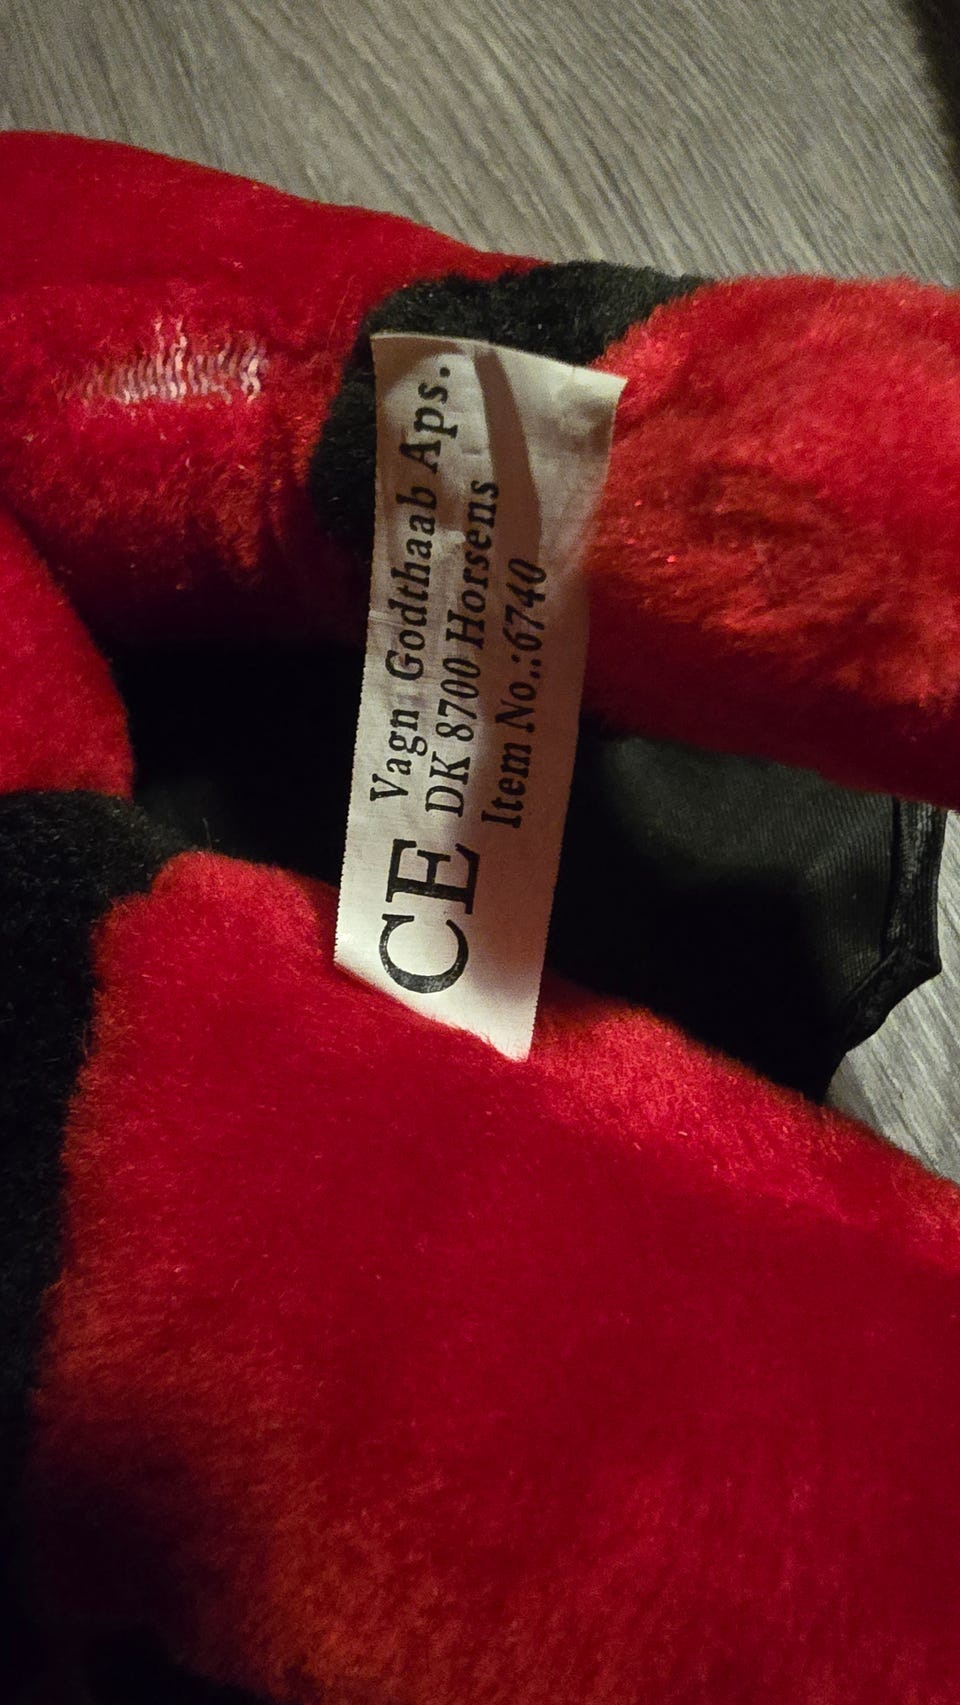 CE
Vagn Godthaab Aps.
DK 8700 Horsens
Item No.:6740